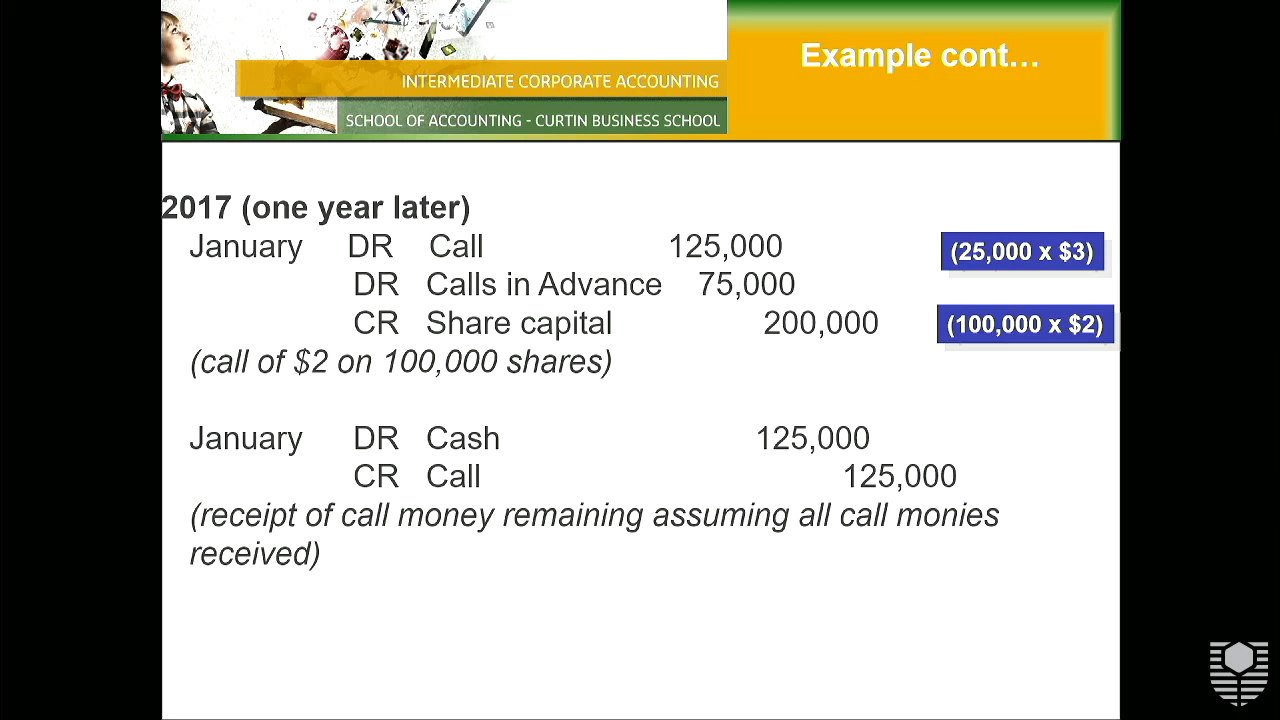 Example cont...
INTERMEDIATE CORPORATE ACCOUNTING
SCHOOL OF ACCOUNTING - CURTIN BUSINESS SCHOOL
2017 (one year later)
January DR Call 125,000 (25,000 x $3)
DR Calls in Advance 75,000
CR Share capital 200,000 (100,000 x $2)
(call of $2 on 100,000 shares)
January DR Cash 125,000
CR Call 125,000
(receipt of call money remaining assuming all call monies
received)